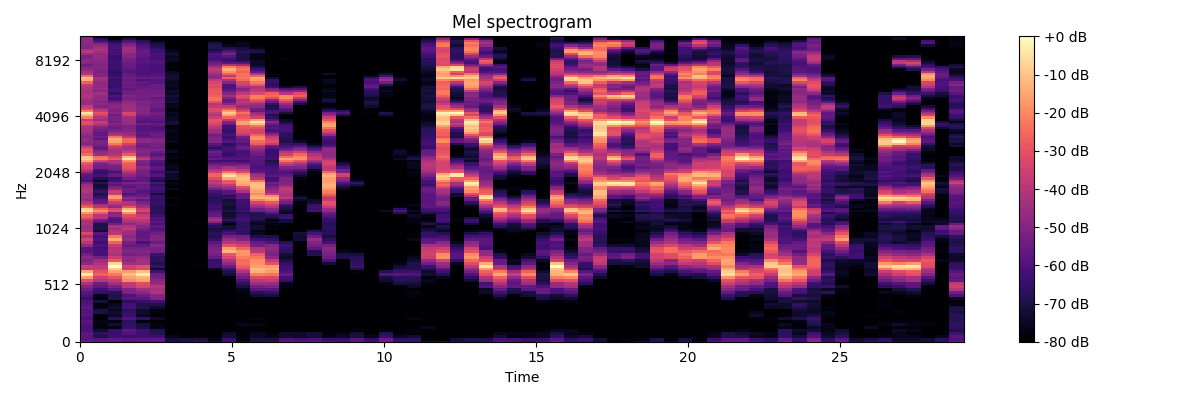 Mel spectrogram
Hz
8192
4096
2048
1024
512
0
0 5 10 15 20 25
Time
+0 dB
-10 dB
-20 dB
-30 dB
-40 dB
-50 dB
-60 dB
-70 dB
-80 dB